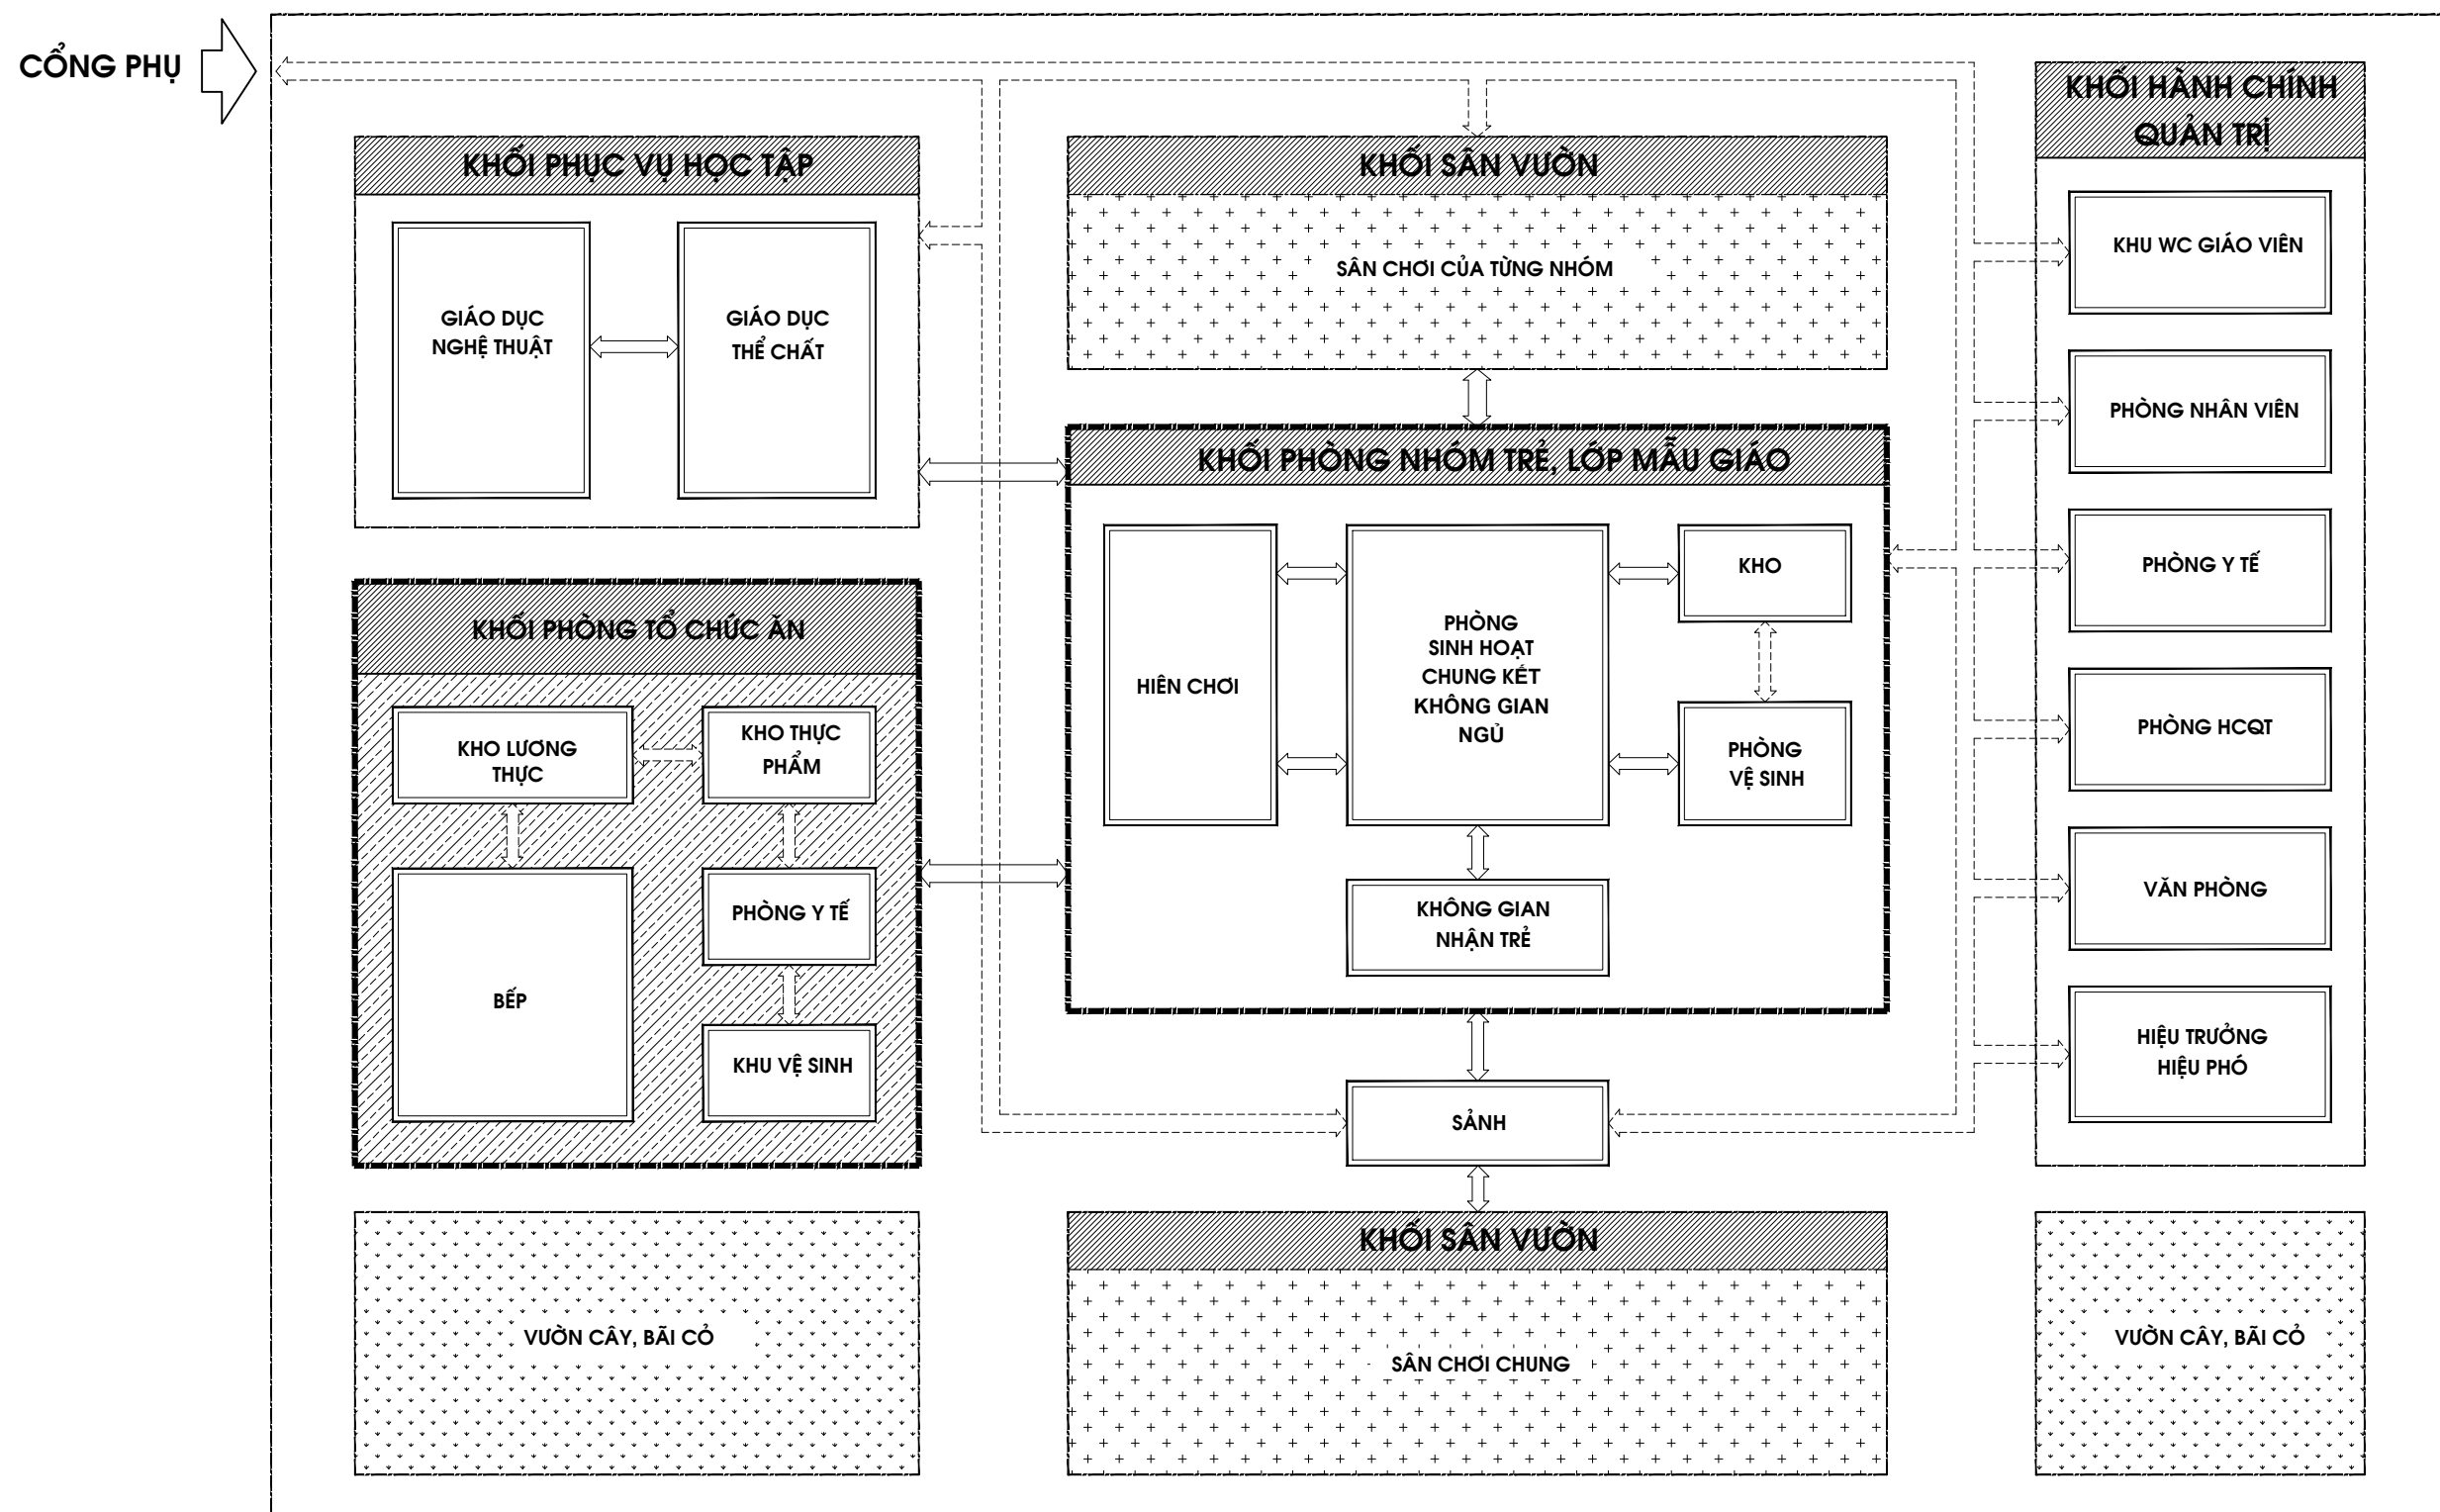 CỔNG PHỤ
KHỐI HÀNH CHÍNH
QUẢN TRỊ
KHU WC GIÁO VIÊN
PHÒNG NHÂN VIÊN
PHÒNG Y TẾ
PHÒNG HCQT
VĂN PHÒNG
HIỆU TRƯỞNG
HIỆU PHÓ
KHỐI PHỤC VỤ HỌC TẬP
GIÁO DỤC
NGHỆ THUẬT
GIÁO DỤC
THỂ CHẤT
KHỐI SÂN VƯỜN
SÂN CHƠI CỦA TỪNG NHÓM
KHỐI PHÒNG NHÓM TRẺ, LỚP MẪU GIÁO
HIÊN CHƠI
PHÒNG
SINH HOẠT
CHUNG KẾT
KHÔNG GIAN
NGỦ
KHO
PHÒNG
VỆ SINH
KHÔNG GIAN
NHẬN TRẺ
KHỐI PHÒNG TỔ CHỨC ĂN
KHO LƯƠNG
THỰC
KHO THỰC
PHẨM
BẾP
PHÒNG Y TẾ
KHU VỆ SINH
SẢNH
VƯỜN CÂY, BÃI CỎ
KHỐI SÂN VƯỜN
SÂN CHƠI CHUNG
VƯỜN CÂY, BÃI CỎ